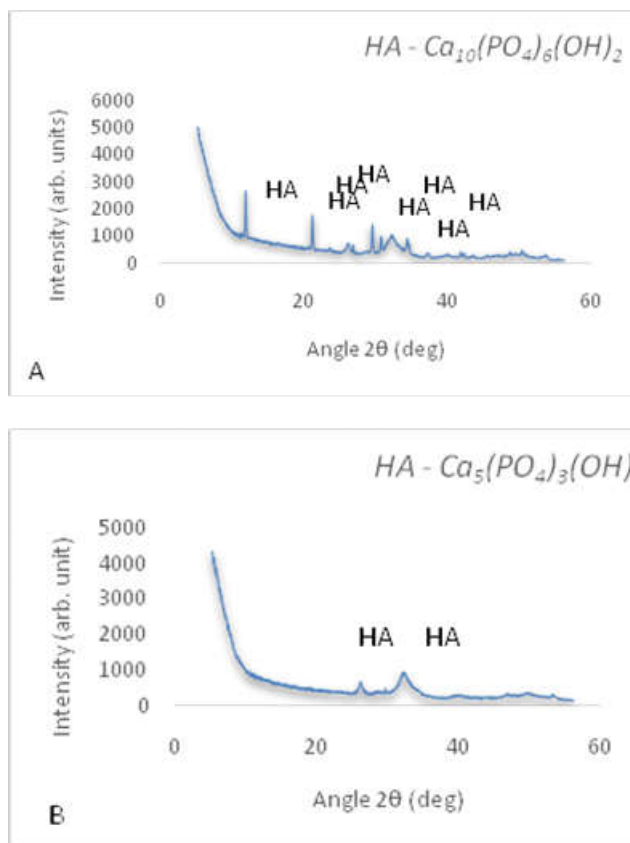 HA - Ca₁₀(PO₄)₆(OH)₂
Intensity (arb. units)
6000
5000
4000
3000
2000
1000
0
HA
HA
HA
HA
HA
HA
HA
HA
0 20 40 60
Angle 2θ (deg)
A
HA - Ca₅(PO₄)₃(OH)
Intensity (arb. unit)
5000
4000
3000
2000
1000
0
HA HA
0 20 40 60
Angle 2θ (deg)
B